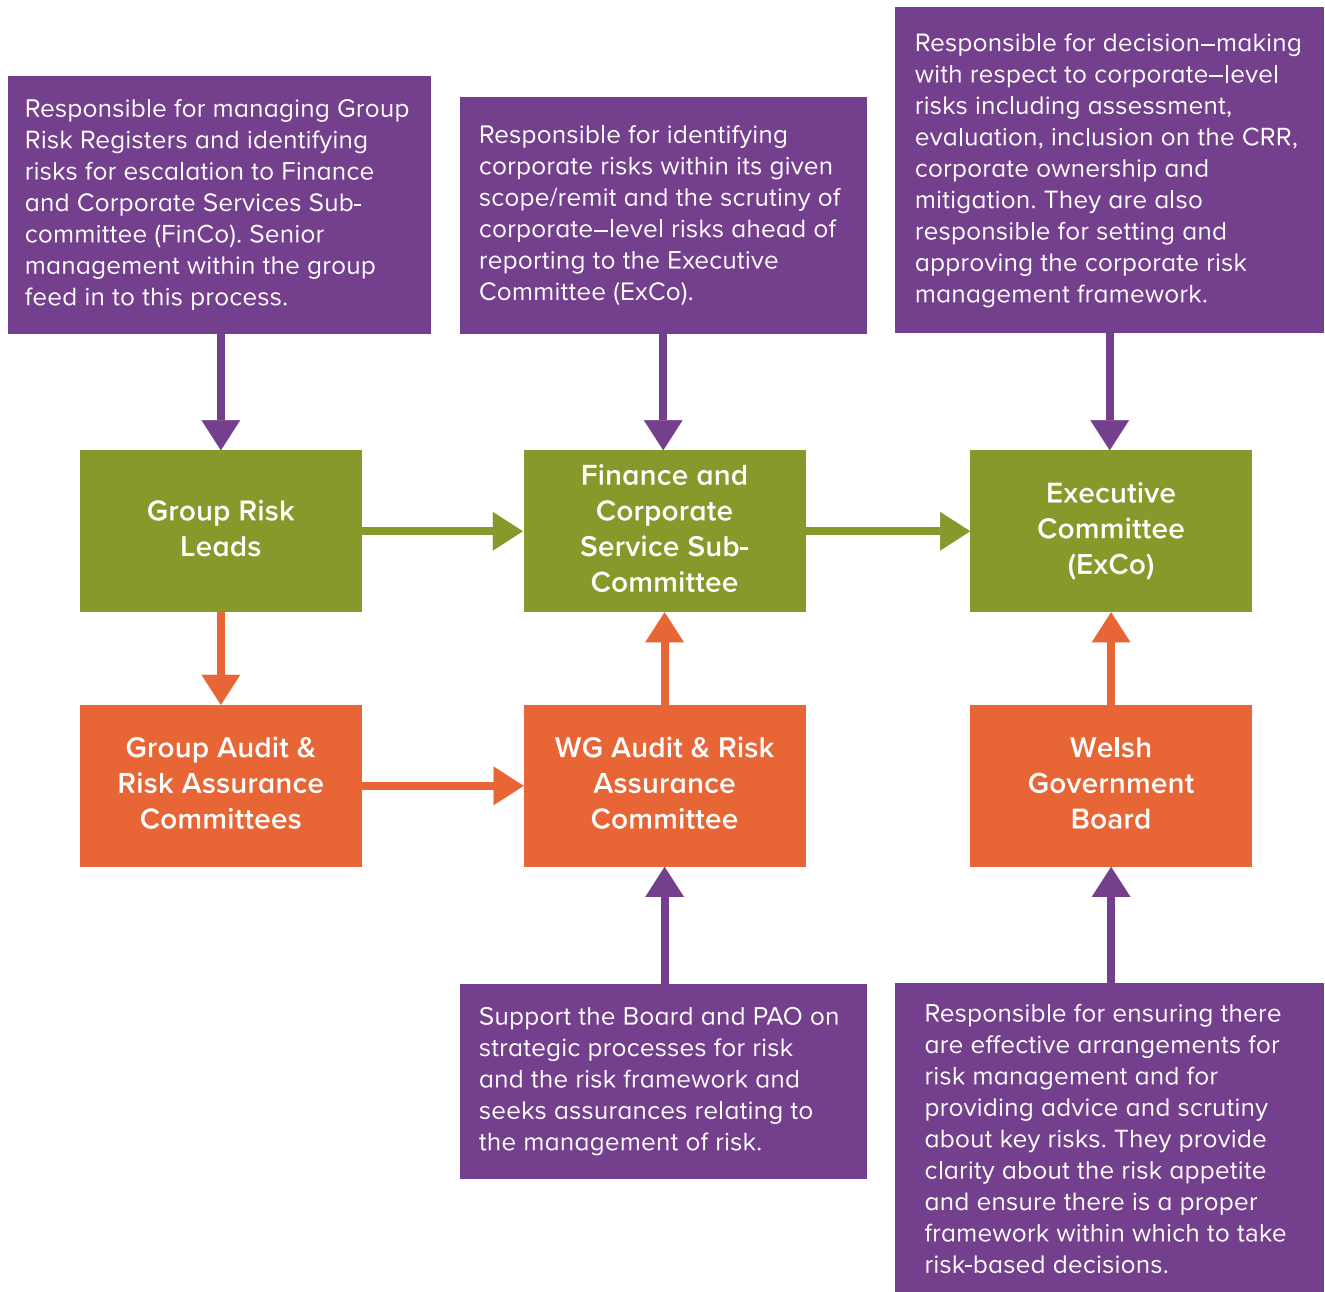 Responsible for managing Group
Risk Registers and identifying
risks for escalation to Finance
and Corporate Services Sub-
committee (FinCo). Senior
management within the group
feed in to this process.
Responsible for identifying
corporate risks within its given
scope/remit and the scrutiny of
corporate–level risks ahead of
reporting to the Executive
Committee (ExCo).
Responsible for decision–making
with respect to corporate–level
risks including assessment,
evaluation, inclusion on the CRR,
corporate ownership and
mitigation. They are also
responsible for setting and
approving the corporate risk
management framework.
Group Risk
Leads
Finance and
Corporate
Service Sub-
Committee
Executive
Committee
(ExCo)
Group Audit &
Risk Assurance
Committees
WG Audit & Risk
Assurance
Committee
Welsh
Government
Board
Support the Board and PAO on
strategic processes for risk
and the risk framework and
seeks assurances relating to
the management of risk.
Responsible for ensuring there
are effective arrangements for
risk management and for
providing advice and scrutiny
about key risks. They provide
clarity about the risk appetite
and ensure there is a proper
framework within which to take
risk-based decisions.